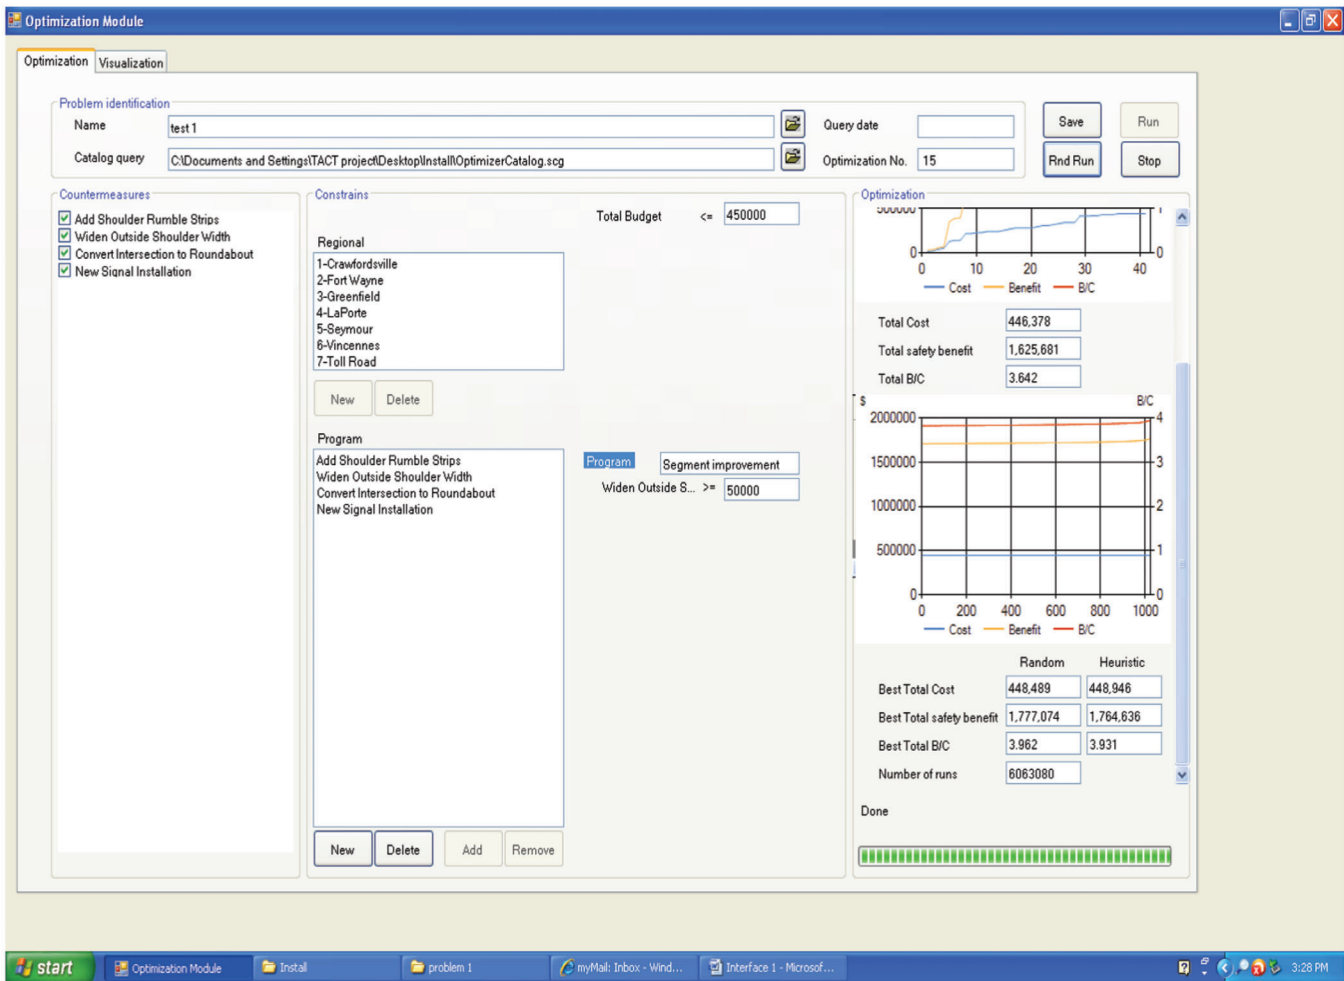 Optimization Module
Optimization Visualization
Problem identification
Name test 1 Query date Save Run
Catalog query C:\Documents and Settings\TACT project\Desktop\Install\OptimizerCatalog.scg Optimization No. 15 Rnd Run Stop
Countermeasures
Add Shoulder Rumble Strips
Widen Outside Shoulder Width
Convert Intersection to Roundabout
New Signal Installation
Constrains
Total Budget <= 450000
Regional
1-Crawfordsville
2-Fort Wayne
3-Greenfield
4-LaPorte
5-Seymour
6-Vincennes
7-Toll Road
New Delete
Program
Add Shoulder Rumble Strips
Widen Outside Shoulder Width
Convert Intersection to Roundabout
New Signal Installation
Program Segment improvement
Widen Outside S... >= 50000
New Delete Add Remove
Optimization
500000 1
0 0
0 10 20 30 40
Cost Benefit B/C
Total Cost 446,378
Total safety benefit 1,625,681
Total B/C 3.642
$ B/C
2000000 4
1500000 3
1000000 2
500000 1
0 0
0 200 400 600 800 1000
Cost Benefit B/C
Random Heuristic
Best Total Cost 448,489 448,946
Best Total safety benefit 1,777,074 1,764,636
Best Total B/C 3.962 3.931
Number of runs 6063080
Done
start Optimization Module Install problem 1 myMail: Inbox - Wind... Interface 1 - Microsof... 3:28 PM